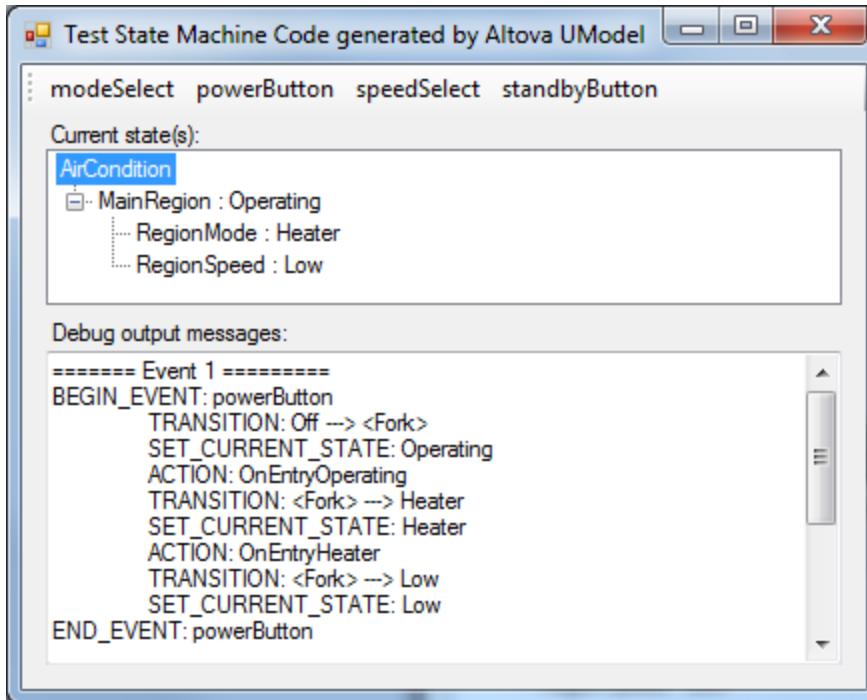 Test State Machine Code generated by Altova UModel
modeSelect powerButton speedSelect standbyButton
Current state(s):
AirCondition
MainRegion : Operating
RegionMode : Heater
RegionSpeed : Low
Debug output messages:
======= Event 1 =========
BEGIN_EVENT: powerButton
TRANSITION: Off ---> <Fork>
SET_CURRENT_STATE: Operating
ACTION: OnEntryOperating
TRANSITION: <Fork> ---> Heater
SET_CURRENT_STATE: Heater
ACTION: OnEntryHeater
TRANSITION: <Fork> ---> Low
SET_CURRENT_STATE: Low
END_EVENT: powerButton